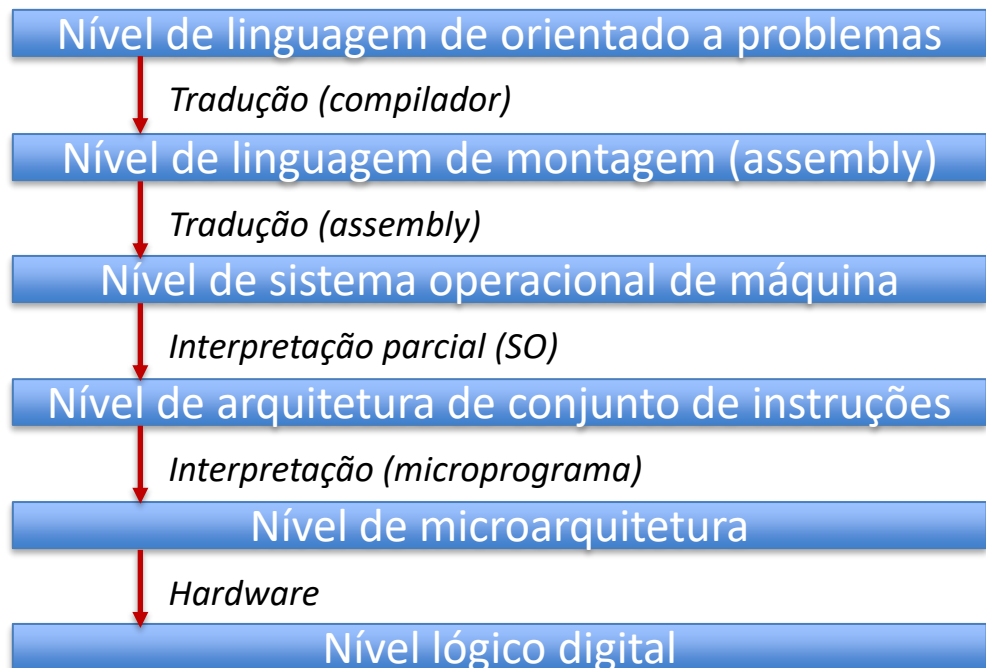 Nível de linguagem de orientado a problemas
Tradução (compilador)
Nível de linguagem de montagem (assembly)
Tradução (assembly)
Nível de sistema operacional de máquina
Interpretação parcial (SO)
Nível de arquitetura de conjunto de instruções
Interpretação (microprograma)
Nível de microarquitetura
Hardware
Nível lógico digital